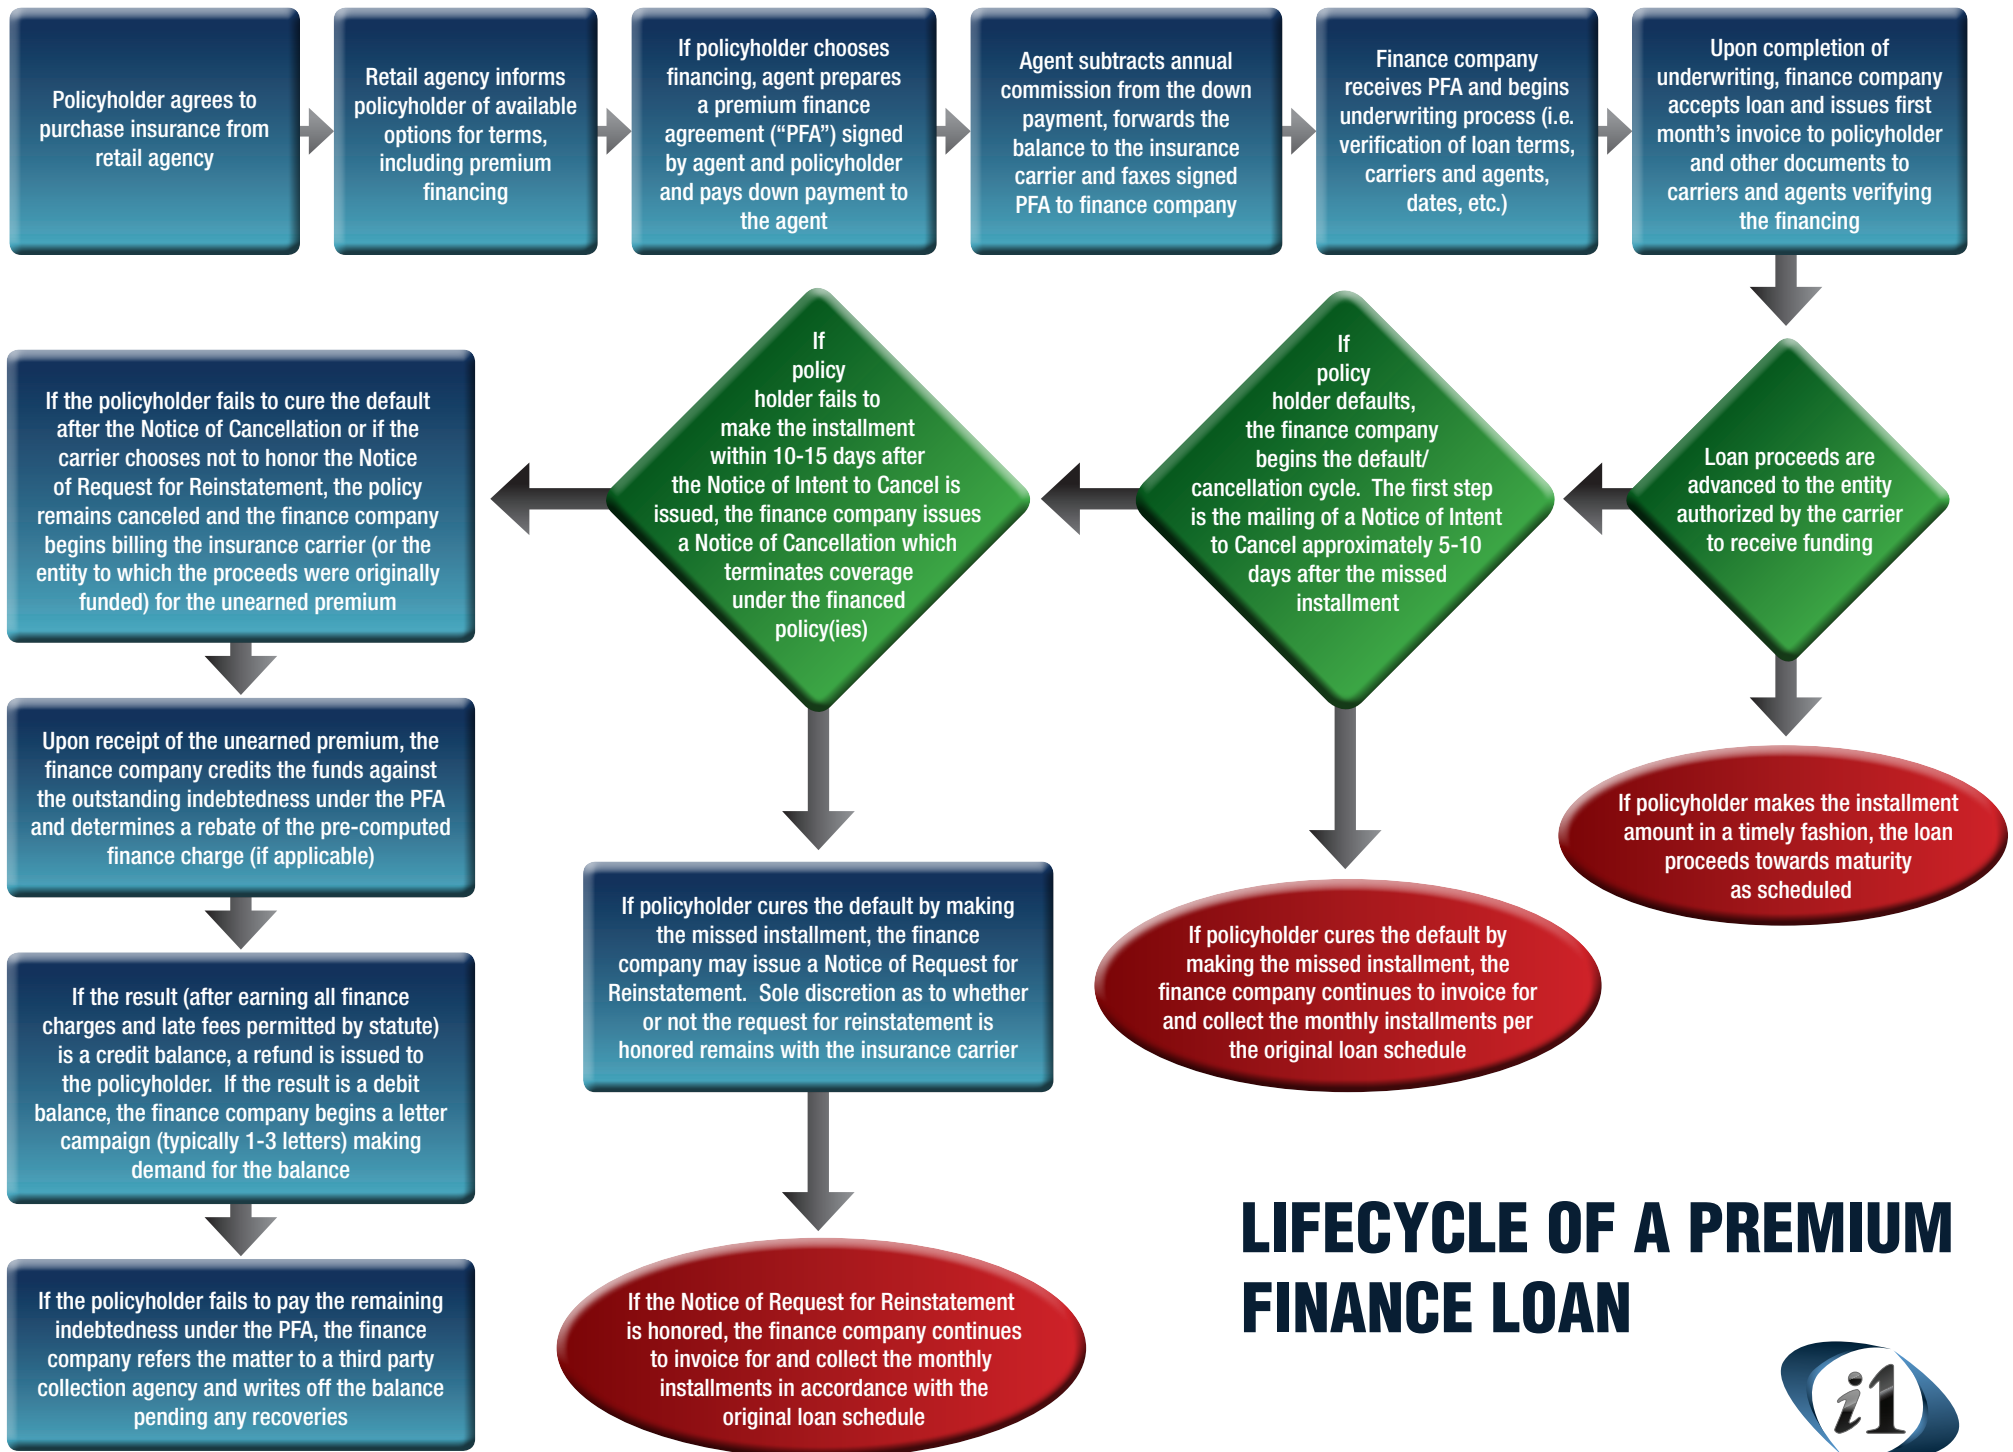 Policyholder agrees to
purchase insurance from
retail agency
Retail agency informs
policyholder of available
options for terms,
including premium
financing
If policyholder chooses
financing, agent prepares
a premium finance
agreement (“PFA”) signed
by agent and policyholder
and pays down payment to
the agent
Agent subtracts annual
commission from the down
payment, forwards the
balance to the insurance
carrier and faxes signed
PFA to finance company
Finance company
receives PFA and begins
underwriting process (i.e.
verification of loan terms,
carriers and agents,
dates, etc.)
Upon completion of
underwriting, finance company
accepts loan and issues first
month’s invoice to policyholder
and other documents to
carriers and agents verifying
the financing
Loan proceeds are
advanced to the entity
authorized by the carrier
to receive funding
If policyholder makes the installment
amount in a timely fashion, the loan
proceeds towards maturity
as scheduled
If
policy
holder defaults,
the finance company
begins the default/
cancellation cycle.  The first step
is the mailing of a Notice of Intent
to Cancel approximately 5-10
days after the missed
installment
If policyholder cures the default by
making the missed installment, the
finance company continues to invoice for
and collect the monthly installments per
the original loan schedule
If
policy
holder fails to
make the installment
within 10-15 days after
the Notice of Intent to Cancel is
issued, the finance company issues
a Notice of Cancellation which
terminates coverage
under the financed
policy(ies)
If policyholder cures the default by making
the missed installment, the finance
company may issue a Notice of Request for
Reinstatement.  Sole discretion as to whether
or not the request for reinstatement is
honored remains with the insurance carrier
If the Notice of Request for Reinstatement
is honored, the finance company continues
to invoice for and collect the monthly
installments in accordance with the
original loan schedule
If the policyholder fails to cure the default
after the Notice of Cancellation or if the
carrier chooses not to honor the Notice
of Request for Reinstatement, the policy
remains canceled and the finance company
begins billing the insurance carrier (or the
entity to which the proceeds were originally
funded) for the unearned premium
Upon receipt of the unearned premium, the
finance company credits the funds against
the outstanding indebtedness under the PFA
and determines a rebate of the pre-computed
finance charge (if applicable)
If the result (after earning all finance
charges and late fees permitted by statute)
is a credit balance, a refund is issued to
the policyholder.  If the result is a debit
balance, the finance company begins a letter
campaign (typically 1-3 letters) making
demand for the balance
If the policyholder fails to pay the remaining
indebtedness under the PFA, the finance
company refers the matter to a third party
collection agency and writes off the balance
pending any recoveries
LIFECYCLE OF A PREMIUM
FINANCE LOAN
i1